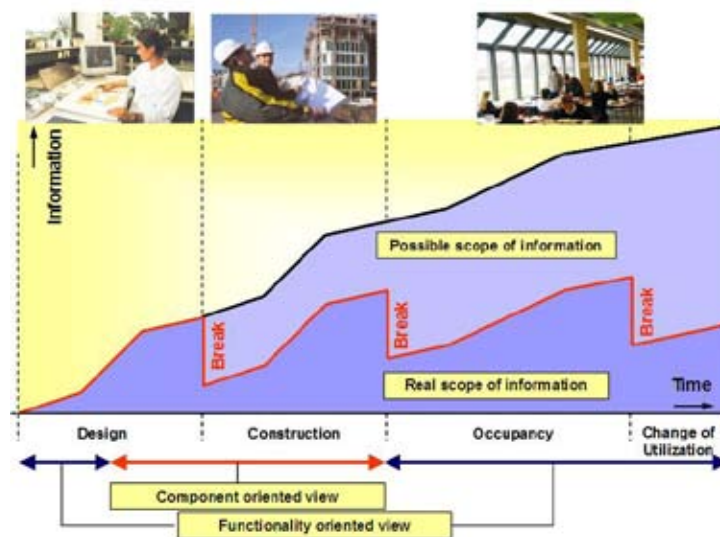 Information
Possible scope of information
Break
Break
Break
Real scope of information
Time
Design
Construction
Occupancy
Change of
Utilization
Component oriented view
Functionality oriented view